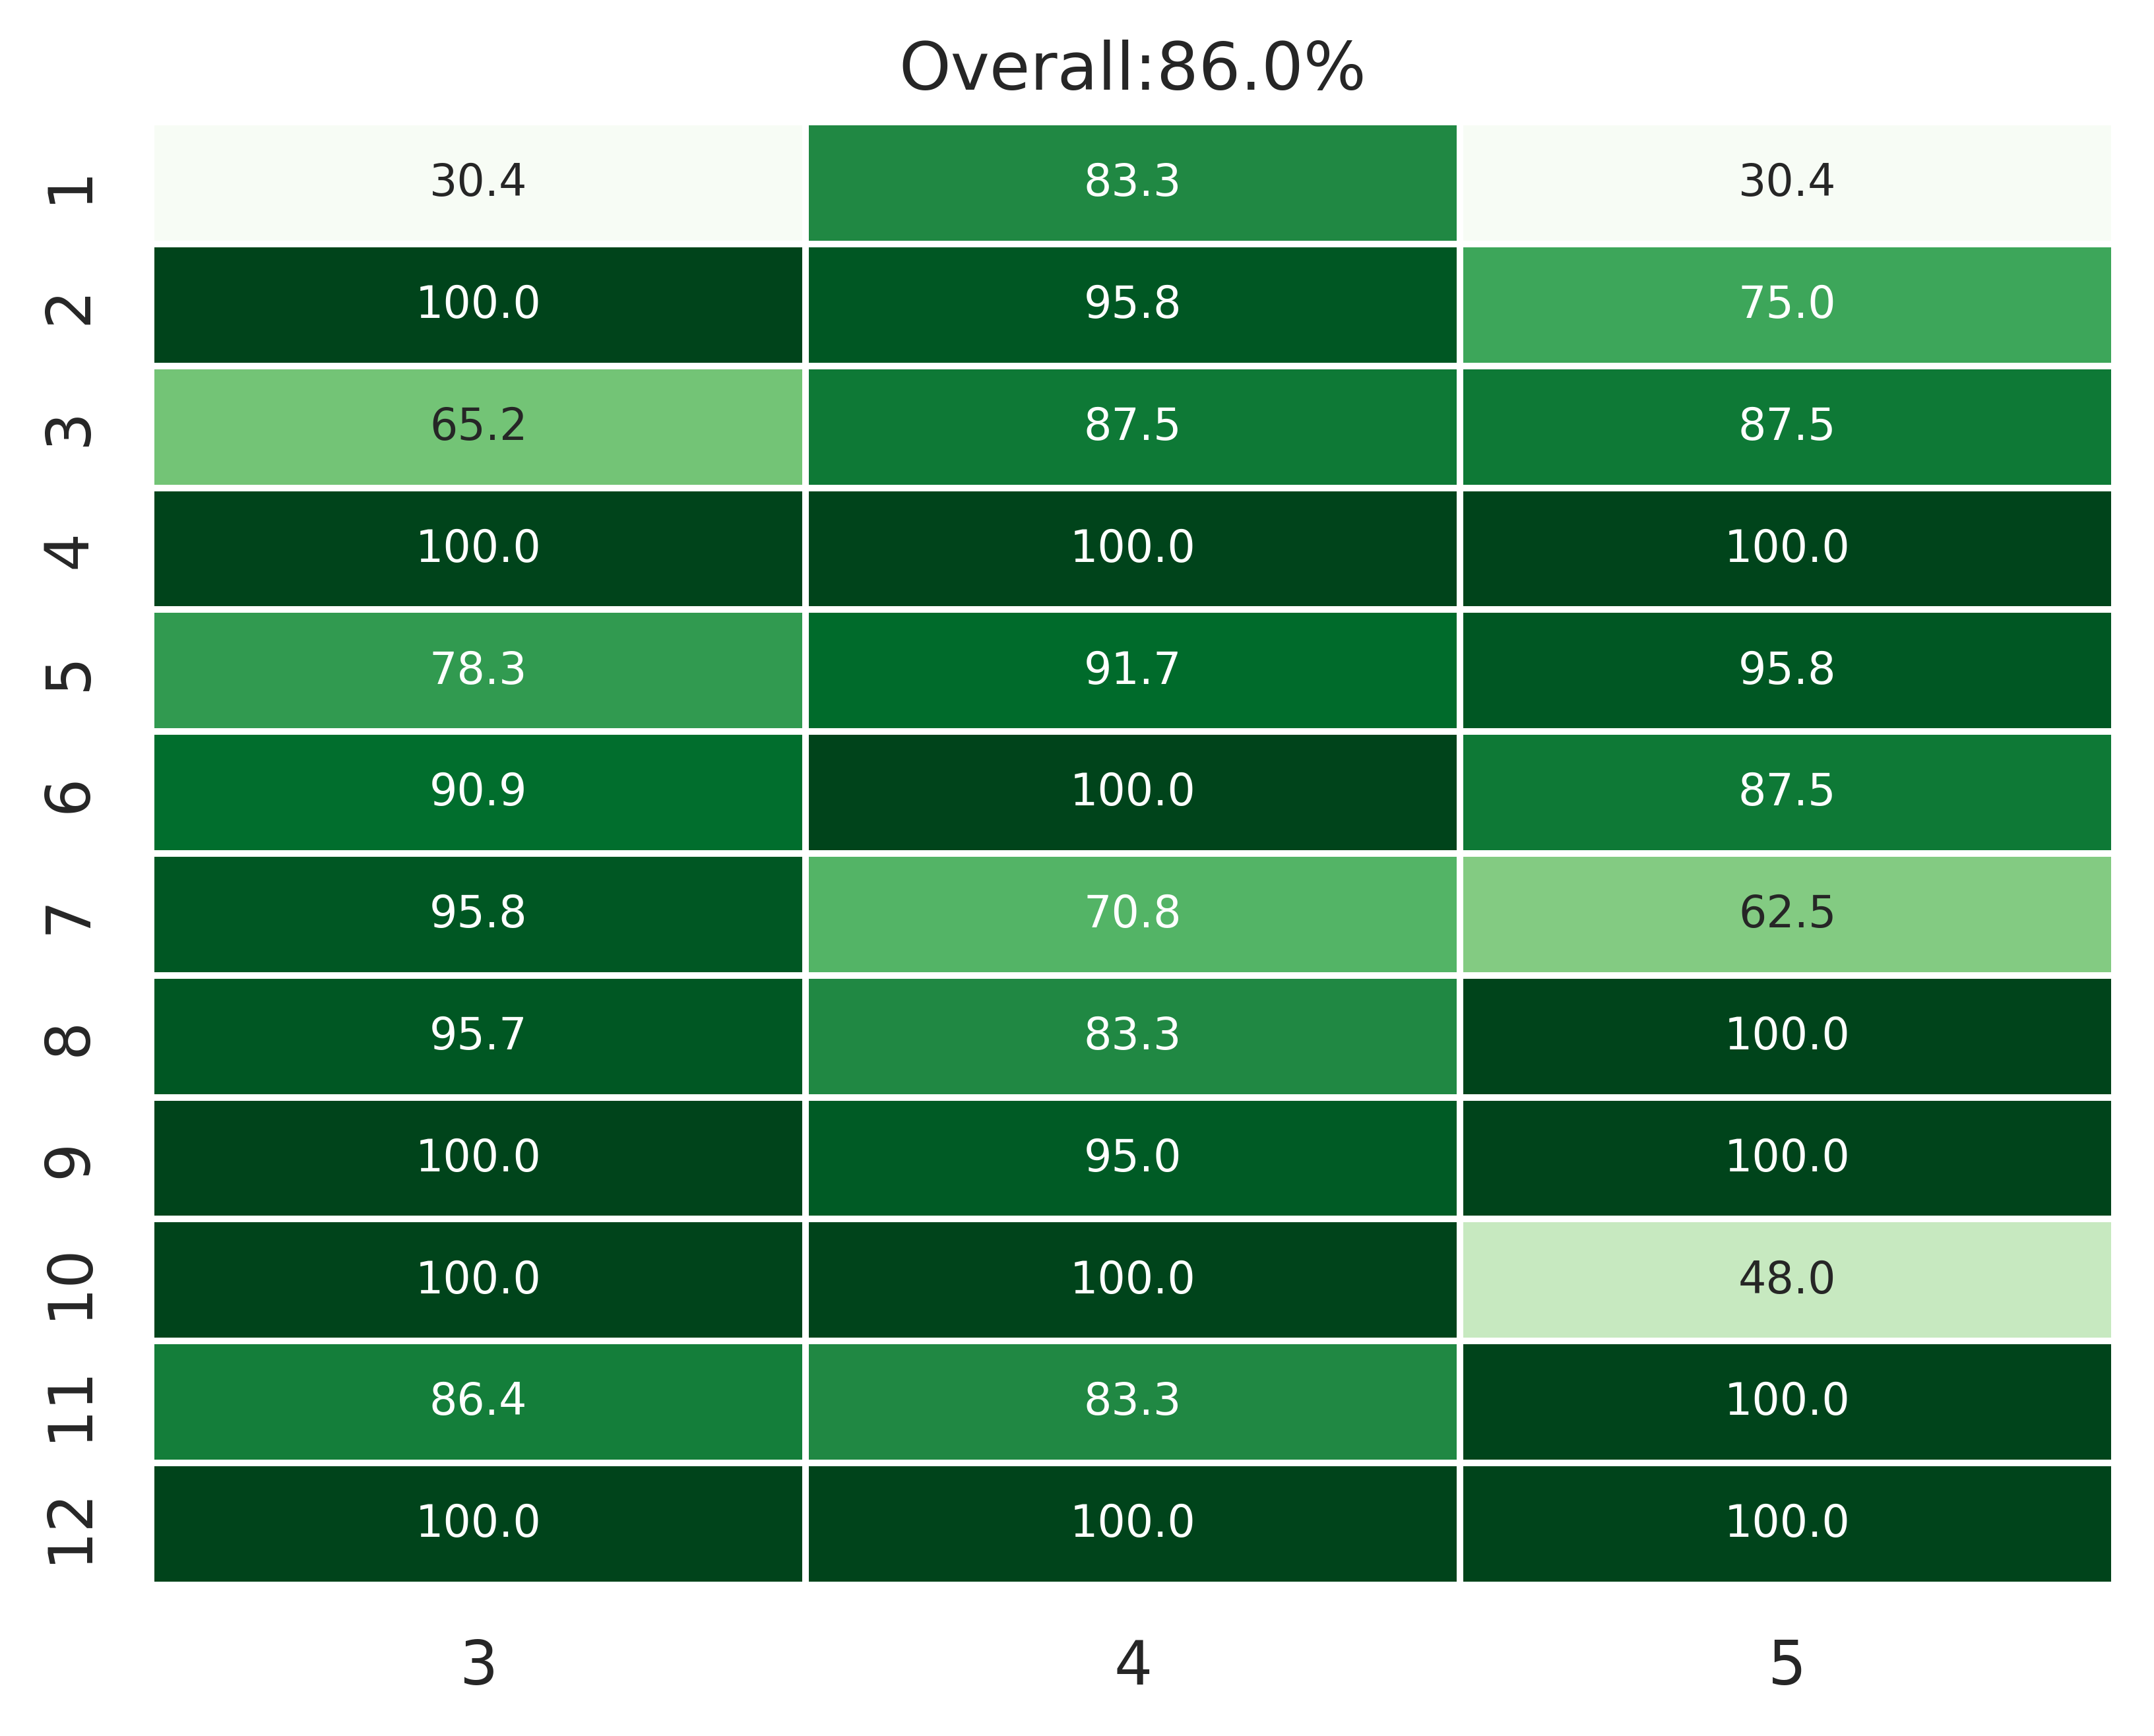 Overall:86.0%
1 30.4 83.3 30.4
2 100.0 95.8 75.0
3 65.2 87.5 87.5
4 100.0 100.0 100.0
5 78.3 91.7 95.8
6 90.9 100.0 87.5
7 95.8 70.8 62.5
8 95.7 83.3 100.0
9 100.0 95.0 100.0
10 100.0 100.0 48.0
11 86.4 83.3 100.0
12 100.0 100.0 100.0
3 4 5